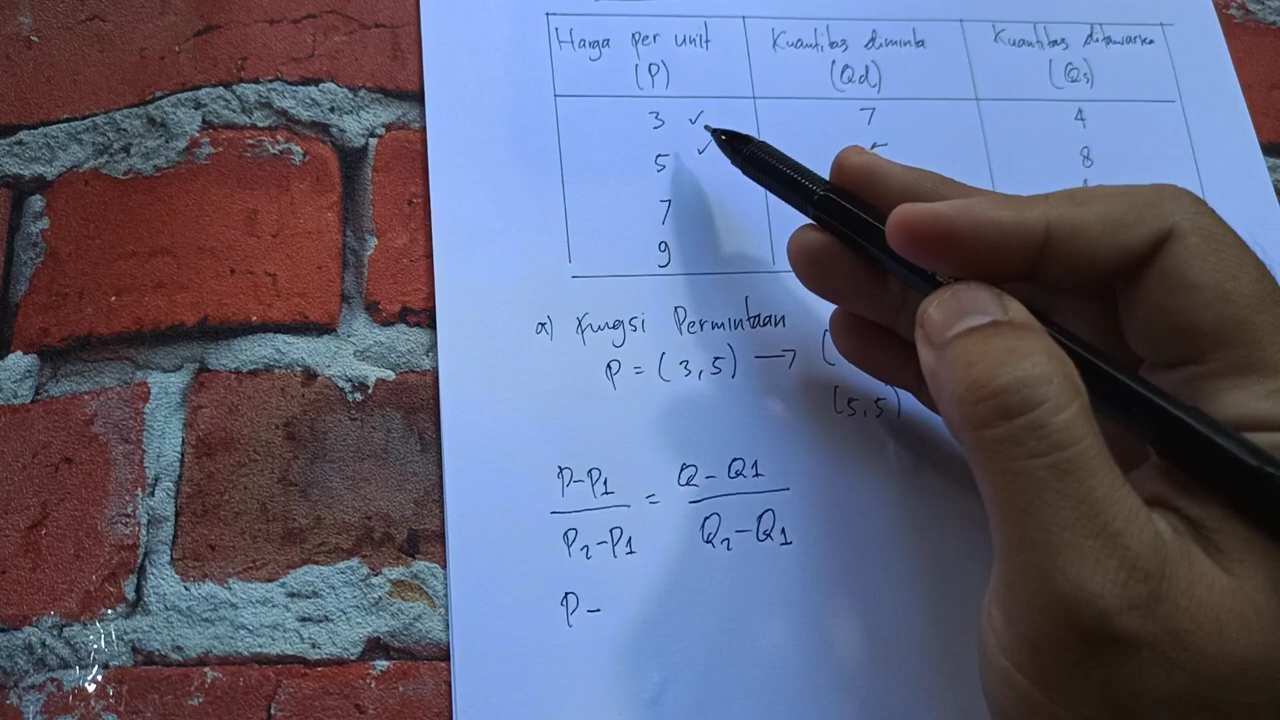 Harga per unit (P)
Kuantitas diminta (Qd)
Kuantitas ditawarka (Qs)
3 ✓ 7 4
5 ✓ 8
7
9
a) Fungsi Permintaan
P = (3,5) → (
(5,5)
P-P1 / P2-P1 = Q-Q1 / Q2-Q1
P -